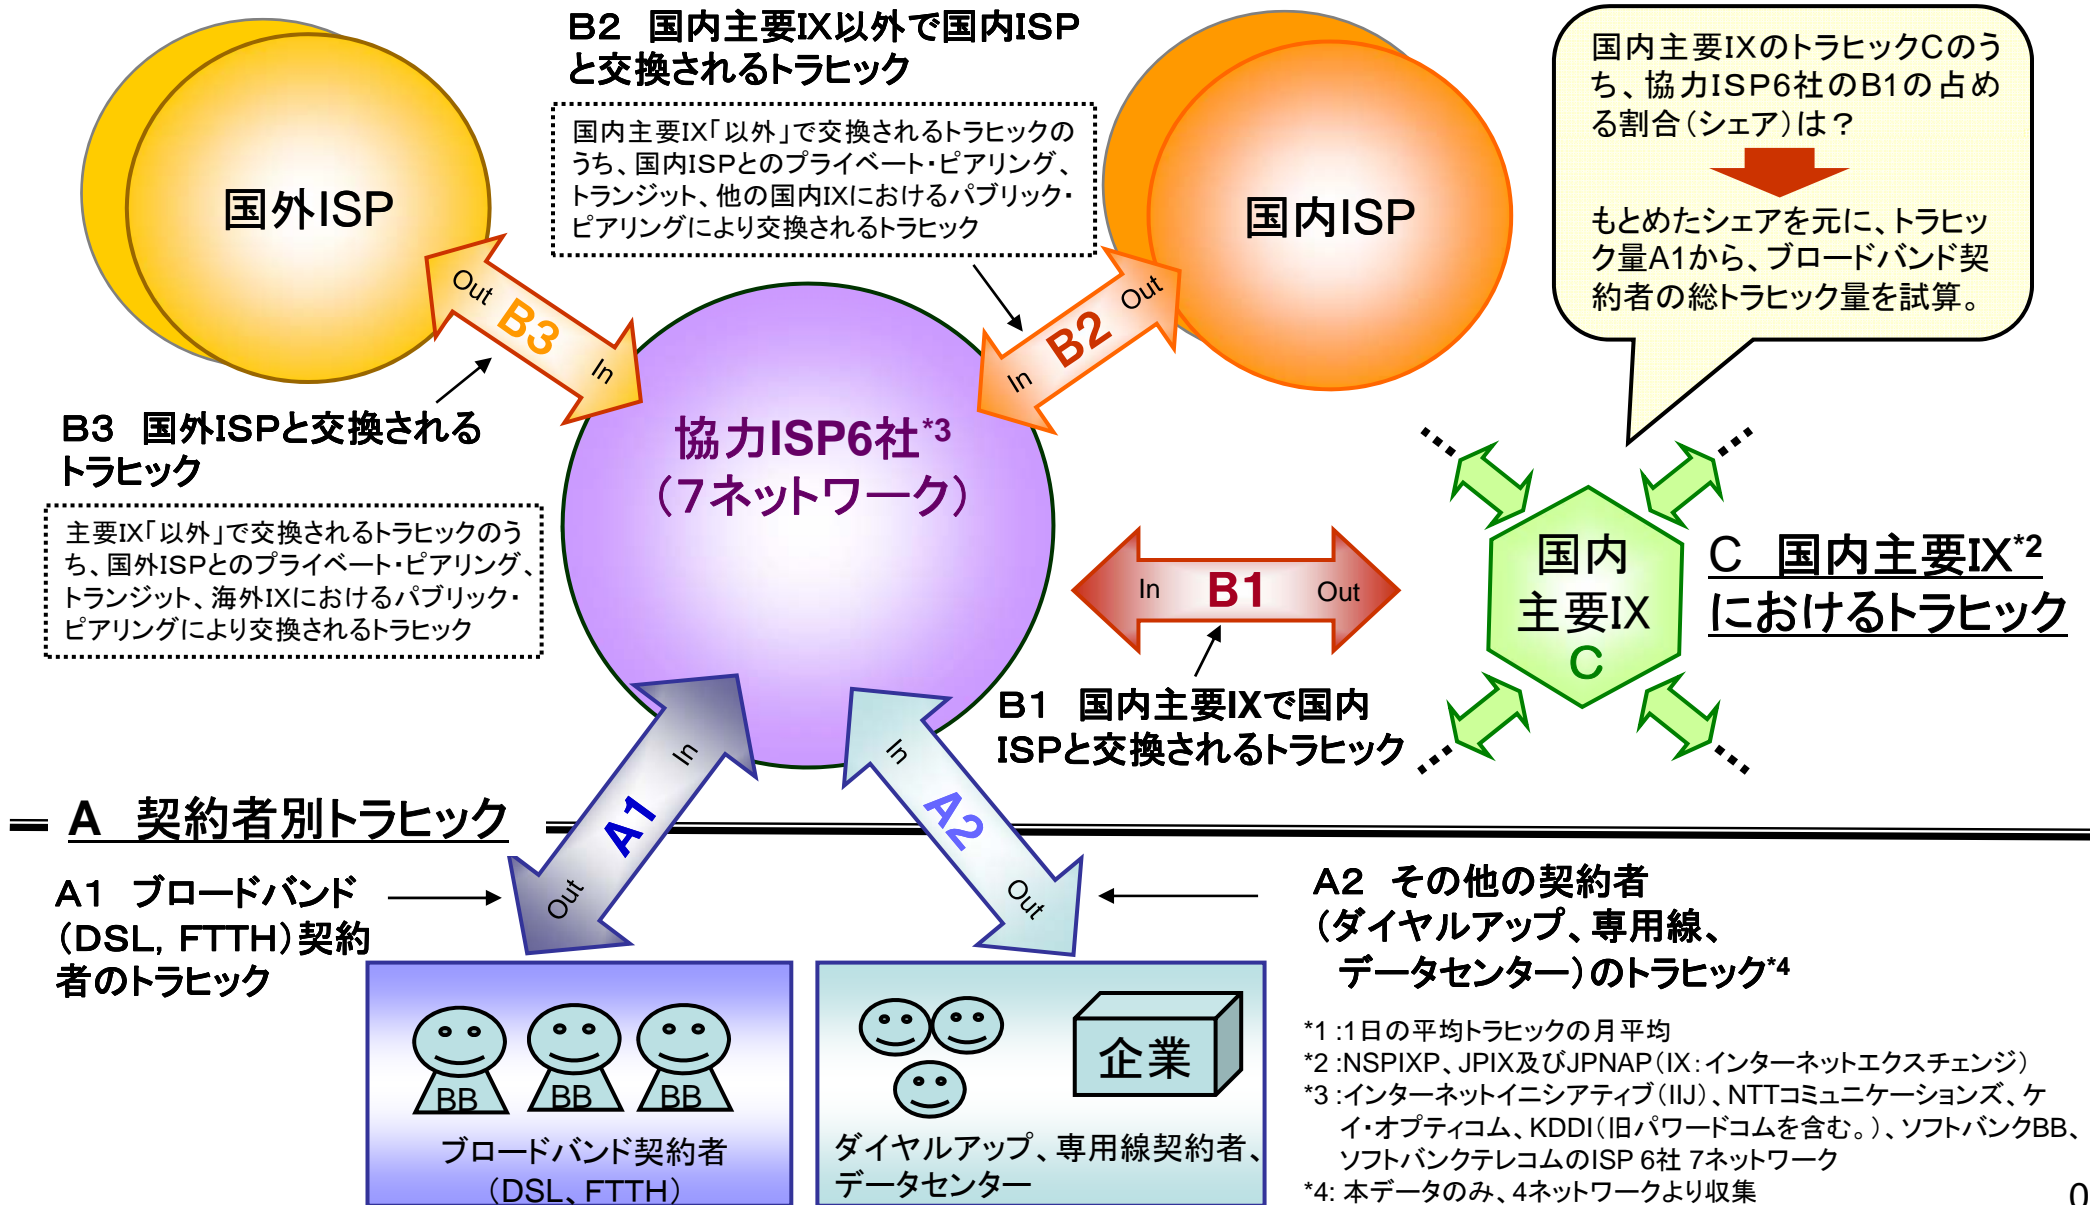 B2　国内主要IX以外で国内ISP
と交換されるトラヒック
国内主要IX「以外」で交換されるトラヒックの
うち、国内ISPとのプライベート・ピアリング、
トランジット、他の国内IXにおけるパブリック・
ピアリングにより交換されるトラヒック
国内主要IXのトラヒックCのう
ち、協力ISP6社のB1の占め
る割合（シェア）は？
もとめたシェアを元に、トラヒッ
ク量A1から、ブロードバンド契
約者の総トラヒック量を試算。
国外ISP
国内ISP
Out B3 In
In B2 Out
B3　国外ISPと交換される
トラヒック
主要IX「以外」で交換されるトラヒックのう
ち、国外ISPとのプライベート・ピアリング、
トランジット、海外IXにおけるパブリック・
ピアリングにより交換されるトラヒック
協力ISP6社*3
（7ネットワーク）
In B1 Out
国内
主要IX
C
C　国内主要IX*2
におけるトラヒック
B1　国内主要IXで国内
ISPと交換されるトラヒック
In A1 Out
In A2 Out
A　契約者別トラヒック
A1　ブロードバンド
（DSL, FTTH）契約
者のトラヒック
A2　その他の契約者
（ダイヤルアップ、専用線、
データセンター）のトラヒック*4
BB BB BB
ブロードバンド契約者
（DSL、FTTH）
企業
ダイヤルアップ、専用線契約者、
データセンター
*1 :1日の平均トラヒックの月平均
*2 :NSPIXP、JPIX及びJPNAP（IX：インターネットエクスチェンジ）
*3 :インターネットイニシアティブ（IIJ）、NTTコミュニケーションズ、ケ
イ・オプティコム、KDDI（旧パワードコムを含む。）、ソフトバンクBB、
ソフトバンクテレコムのISP 6社 7ネットワーク
*4: 本データのみ、4ネットワークより収集
0